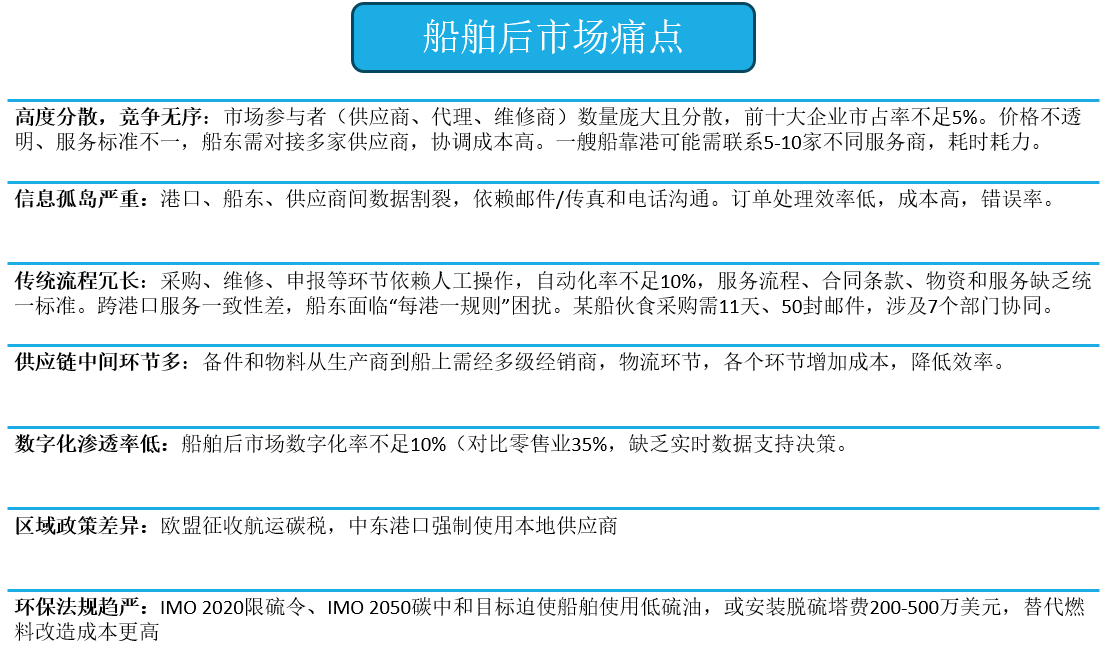 船舶后市场痛点
高度分散，竞争无序：市场参与者（供应商、代理、维修商）数量庞大且分散，前十大企业市占率不足5%。价格不透
明、服务标准不一，船东需对接多家供应商，协调成本高。一艘船靠港可能需联系5-10家不同服务商，耗时耗力。
信息孤岛严重：港口、船东、供应商间数据割裂，依赖邮件/传真和电话沟通。订单处理效率低，成本高，错误率。
传统流程冗长：采购、维修、申报等环节依赖人工操作，自动化率不足10%，服务流程、合同条款、物资和服务缺乏统
一标准。跨港口服务一致性差，船东面临“每港一规则”困扰。某船伙食采购需11天、50封邮件，涉及7个部门协同。
供应链中间环节多：备件和物料从生产商到船上需经多级经销商，物流环节，各个环节增加成本，降低效率。
数字化渗透率低：船舶后市场数字化率不足10%（对比零售业35%，缺乏实时数据支持决策。
区域政策差异：欧盟征收航运碳税，中东港口强制使用本地供应商
环保法规趋严：IMO 2020限硫令、IMO 2050碳中和目标迫使船舶使用低硫油，或安装脱硫塔费200-500万美元，替代燃
料改造成本更高